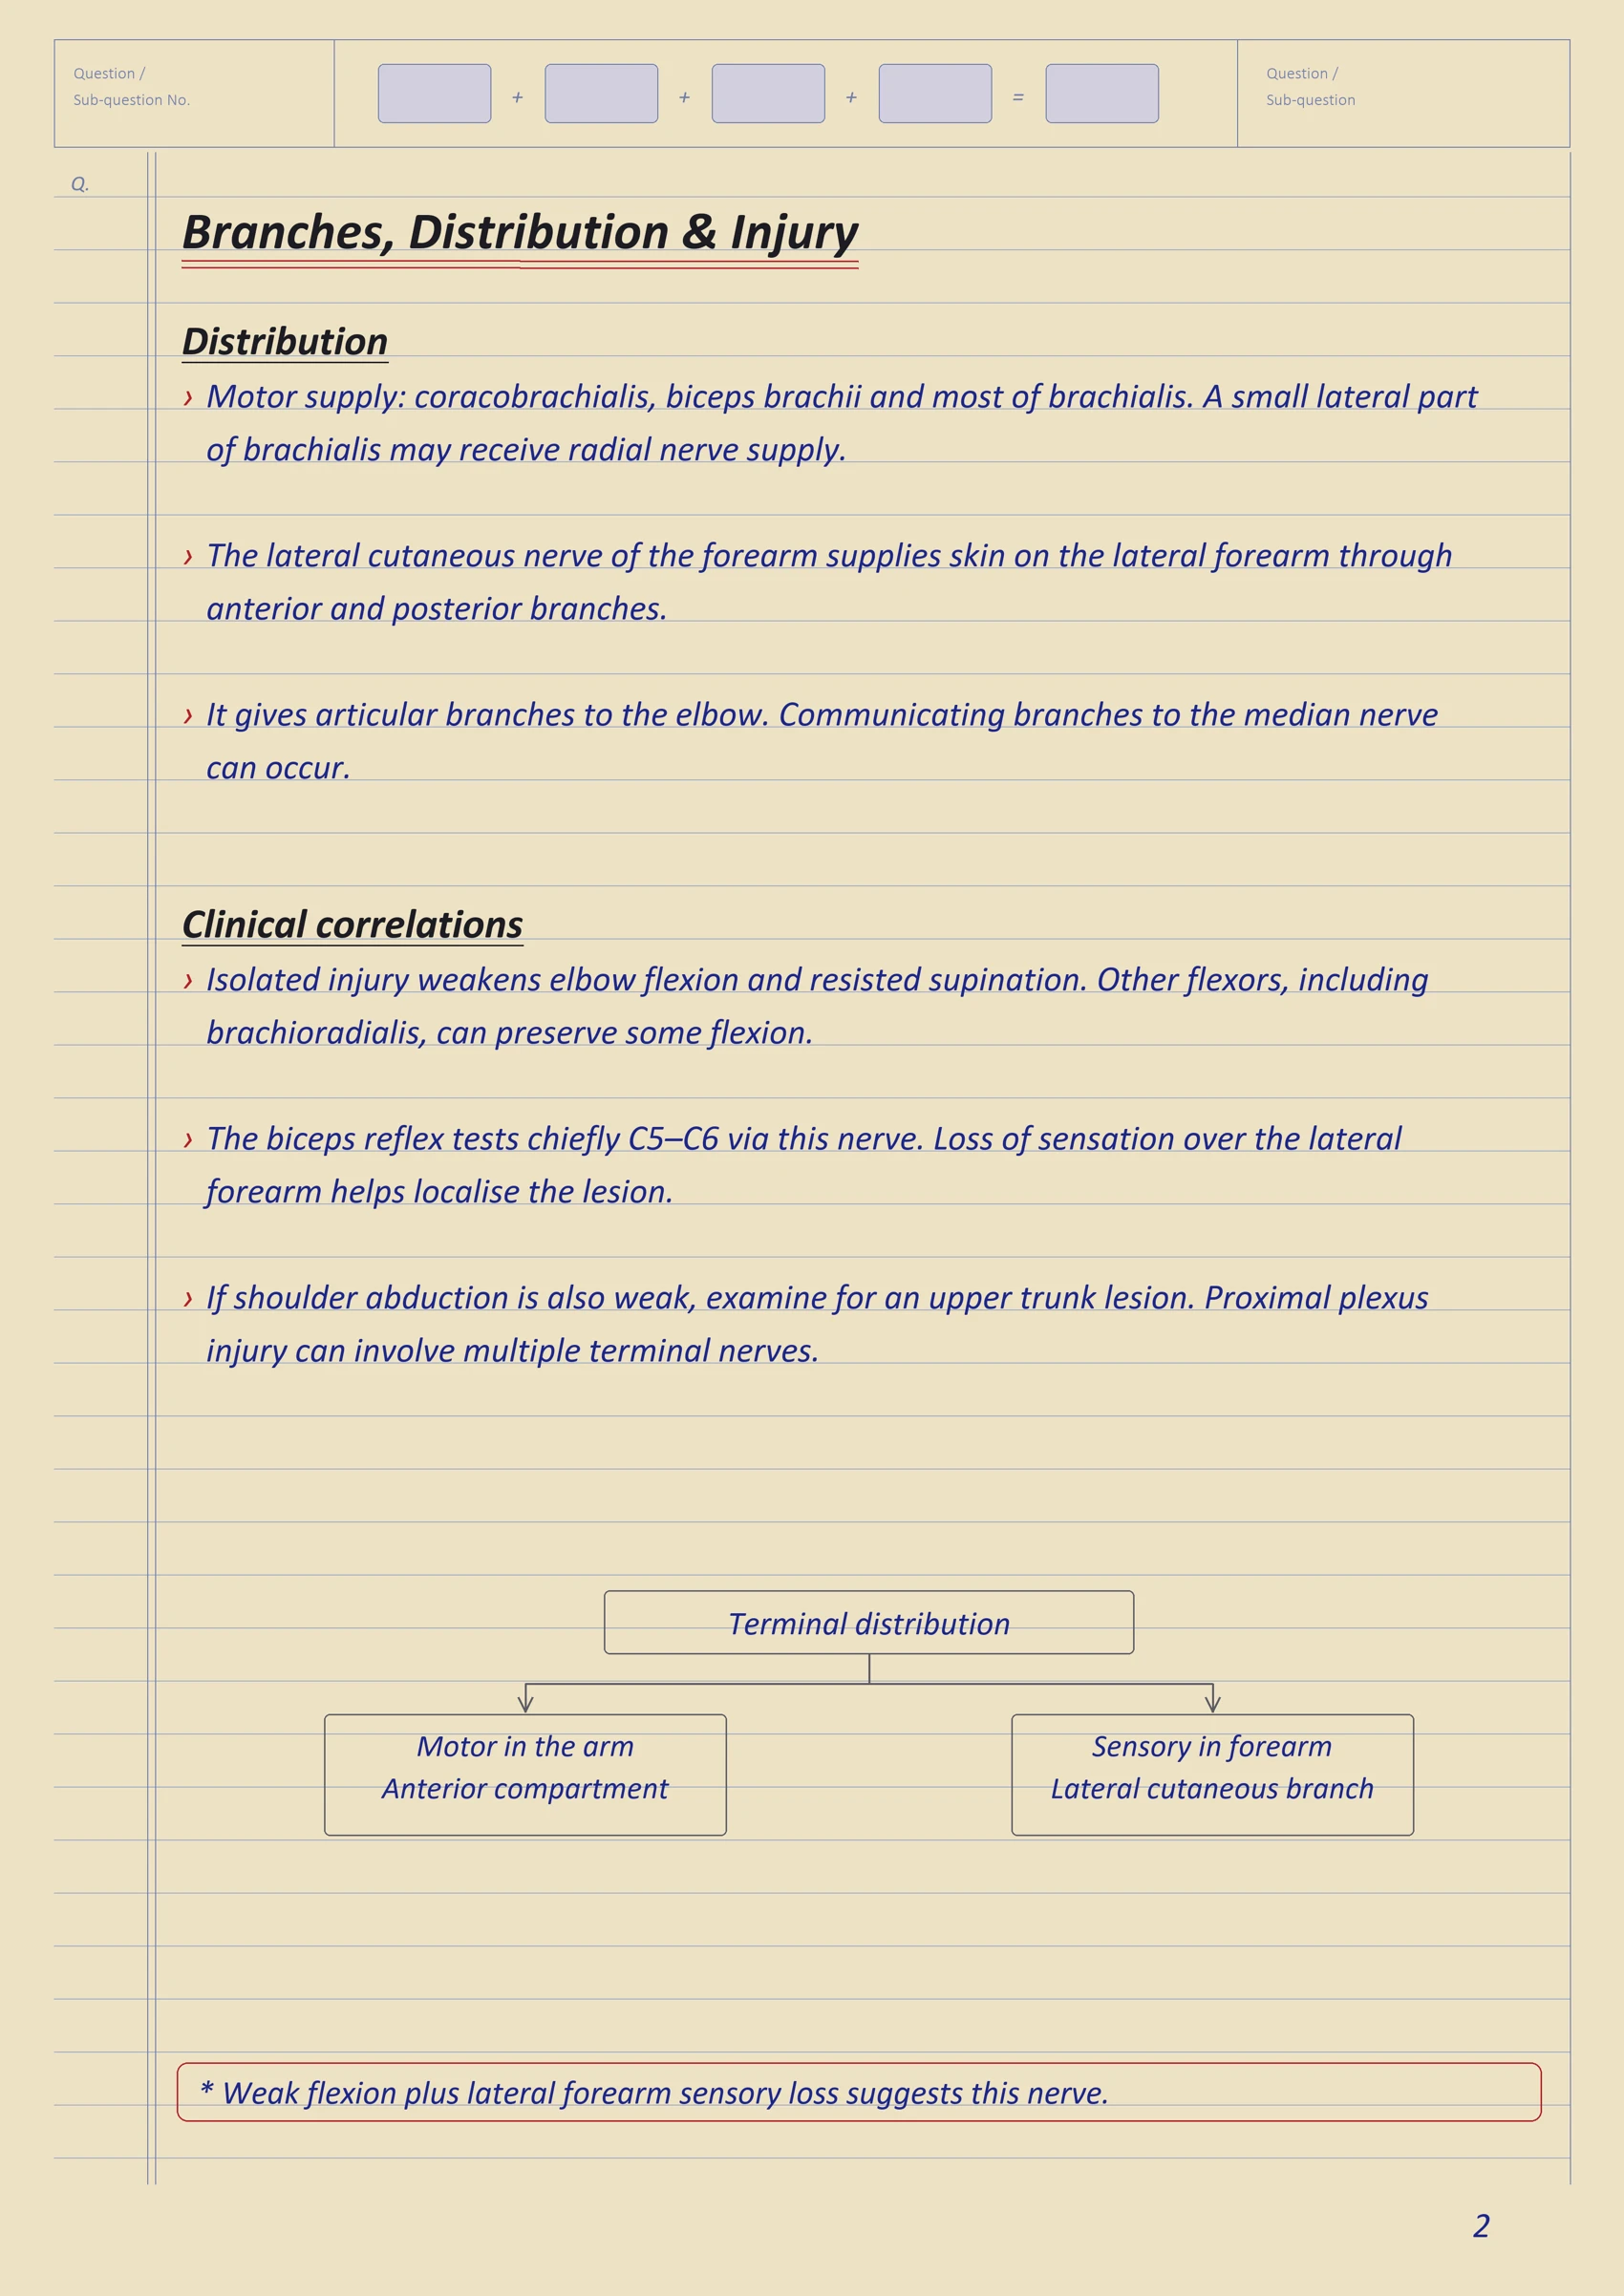 Question /
Sub-question No.
+ + + =
Question /
Sub-question
Q.
Branches, Distribution & Injury
Distribution
› Motor supply: coracobrachialis, biceps brachii and most of brachialis. A small lateral part
of brachialis may receive radial nerve supply.
› The lateral cutaneous nerve of the forearm supplies skin on the lateral forearm through
anterior and posterior branches.
› It gives articular branches to the elbow. Communicating branches to the median nerve
can occur.
Clinical correlations
› Isolated injury weakens elbow flexion and resisted supination. Other flexors, including
brachioradialis, can preserve some flexion.
› The biceps reflex tests chiefly C5–C6 via this nerve. Loss of sensation over the lateral
forearm helps localise the lesion.
› If shoulder abduction is also weak, examine for an upper trunk lesion. Proximal plexus
injury can involve multiple terminal nerves.
Terminal distribution
Motor in the arm
Anterior compartment
Sensory in forearm
Lateral cutaneous branch
* Weak flexion plus lateral forearm sensory loss suggests this nerve.
2